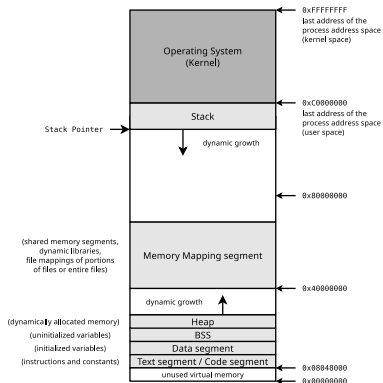 0xFFFFFFFF
last address of the
process address space
(kernel space)
Operating System
(Kernel)
0xC0000000
last address of the
process address space
(user space)
Stack
Stack Pointer
dynamic growth
0x80000000
(shared memory segments,
dynamic libraries,
file mappings of portions
of files or entire files)
Memory Mapping segment
0x40000000
dynamic growth
(dynamically allocated memory)
Heap
(uninitialized variables)
BSS
(initialized variables)
Data segment
(instructions and constants)
Text segment / Code segment
0x08048000
unused virtual memory
0x00000000